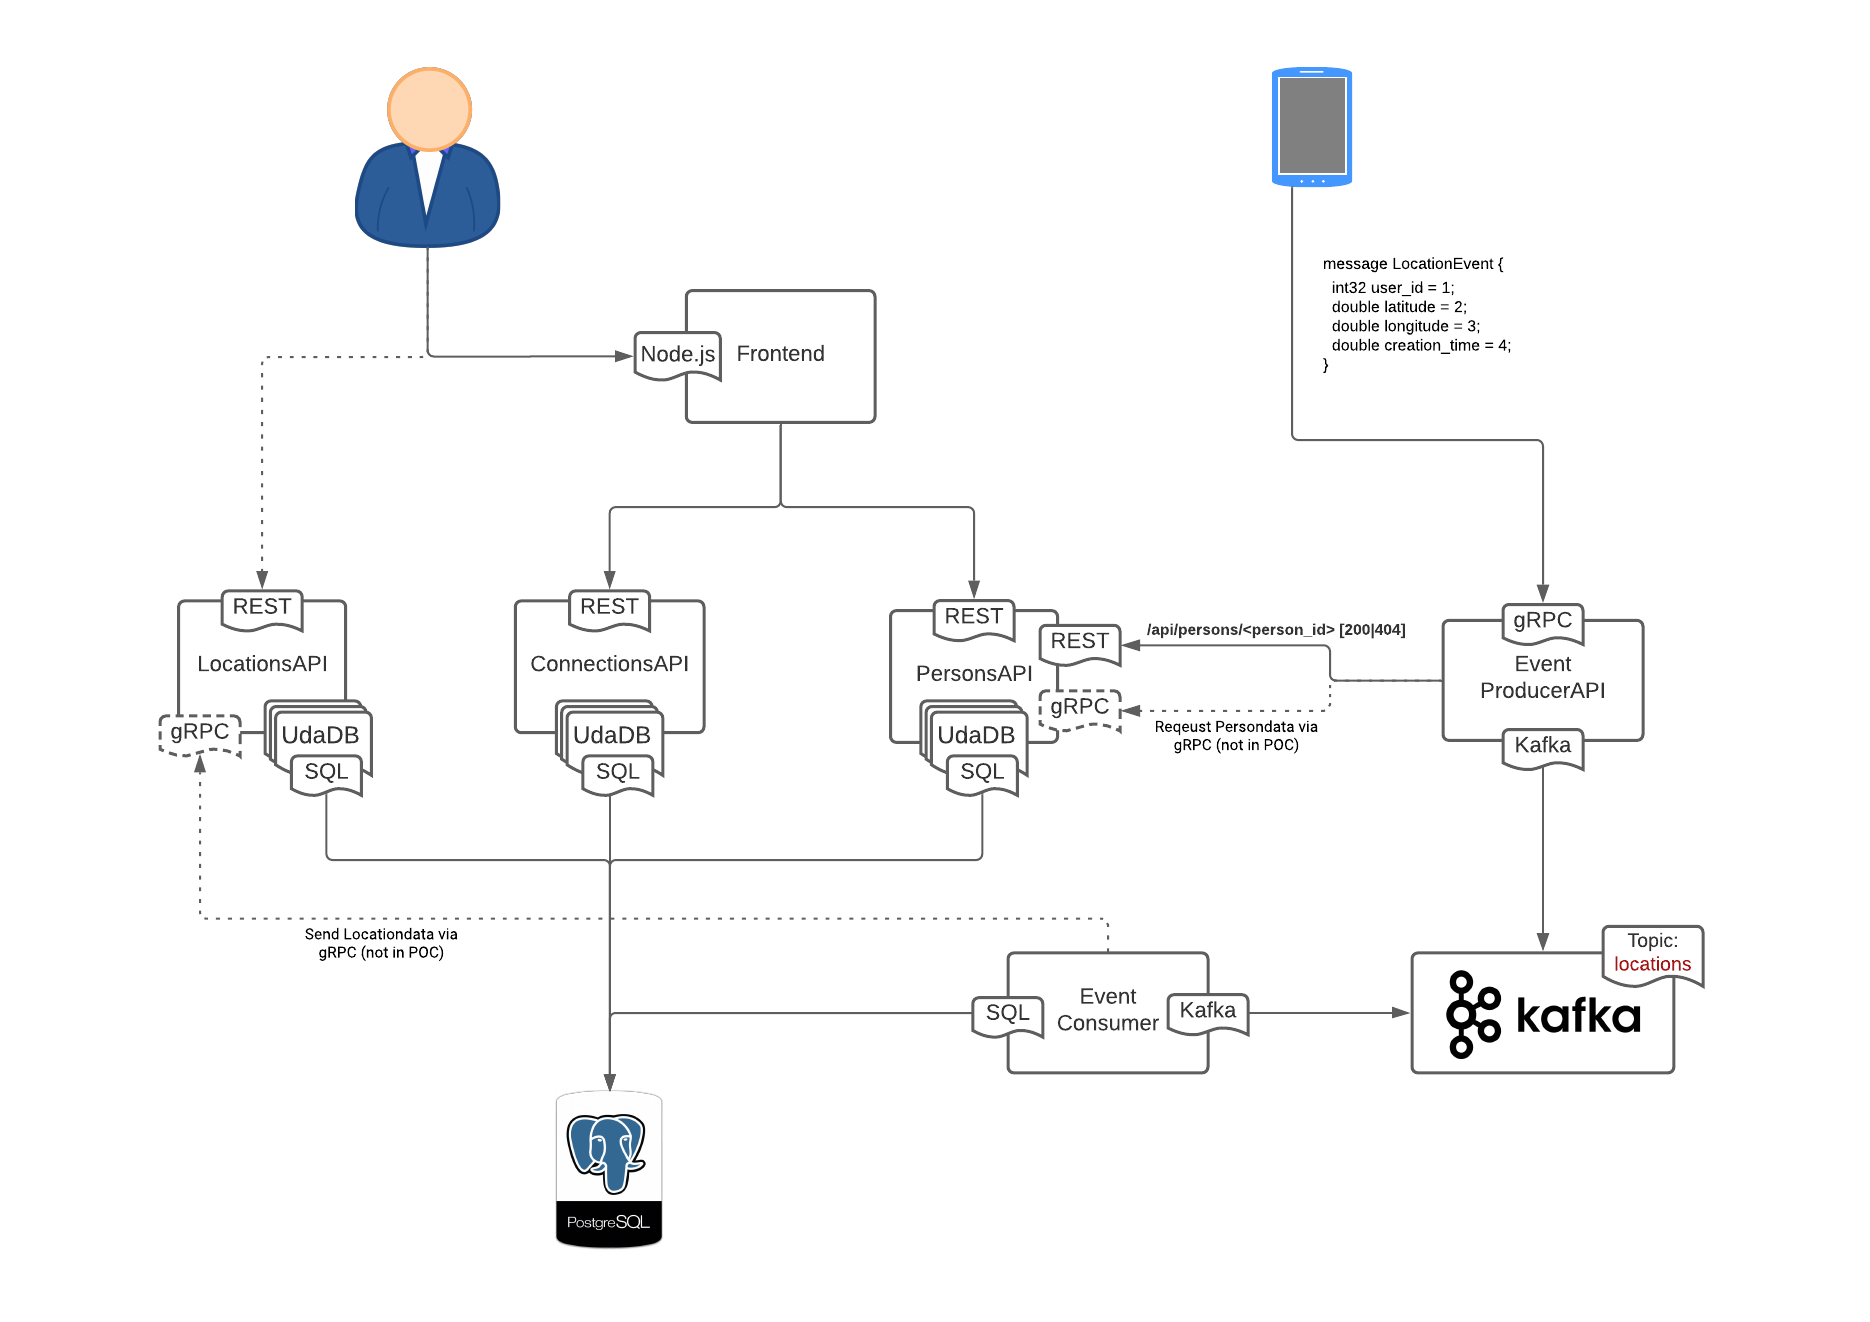 message LocationEvent {
int32 user_id = 1;
double latitude = 2;
double longitude = 3;
double creation_time = 4;
}
Node.js
Frontend
REST
LocationsAPI
gRPC
UdaDB
SQL
REST
ConnectionsAPI
UdaDB
SQL
REST
PersonsAPI
REST
gRPC
UdaDB
SQL
/api/persons/<person_id> [200|404]
Reqeust Persondata via
gRPC (not in POC)
gRPC
Event
ProducerAPI
Kafka
Send Locationdata via
gRPC (not in POC)
SQL
Event
Consumer
Kafka
Topic:
locations
kafka
PostgreSQL